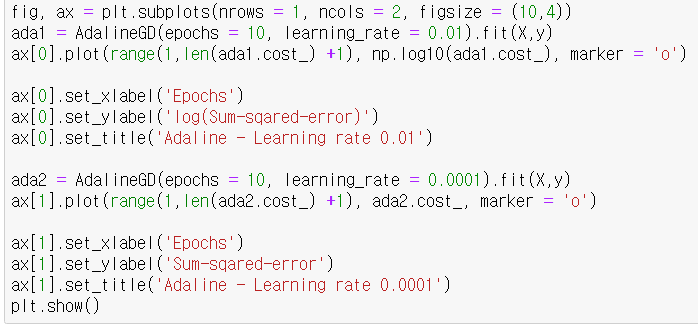 fig, ax = plt.subplots(nrows = 1, ncols = 2, figsize = (10,4))
ada1 = AdalineGD(epochs = 10, learning_rate = 0.01).fit(X,y)
ax[0].plot(range(1,len(ada1.cost_) +1), np.log10(ada1.cost_), marker = 'o')
ax[0].set_xlabel('Epochs')
ax[0].set_ylabel('log(Sum-sqared-error)')
ax[0].set_title('Adaline - Learning rate 0.01')
ada2 = AdalineGD(epochs = 10, learning_rate = 0.0001).fit(X,y)
ax[1].plot(range(1,len(ada2.cost_) +1), ada2.cost_, marker = 'o')
ax[1].set_xlabel('Epochs')
ax[1].set_ylabel('Sum-sqared-error')
ax[1].set_title('Adaline - Learning rate 0.0001')
plt.show()